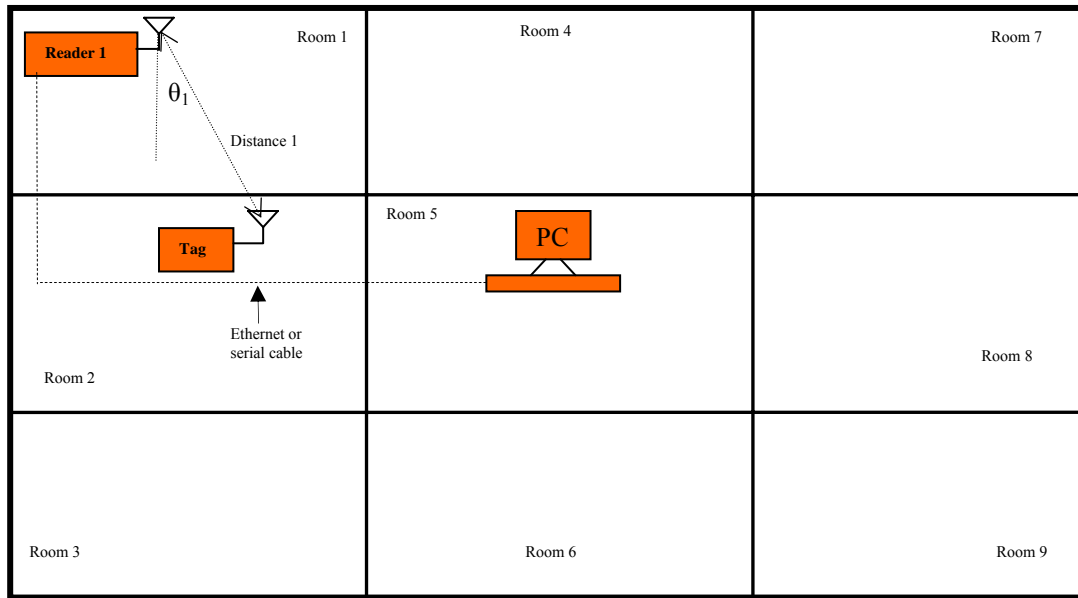 Room 1
Room 4
Room 7
Reader 1
θ1
Distance 1
Room 5
PC
Tag
Ethernet or
serial cable
Room 2
Room 8
Room 3
Room 6
Room 9